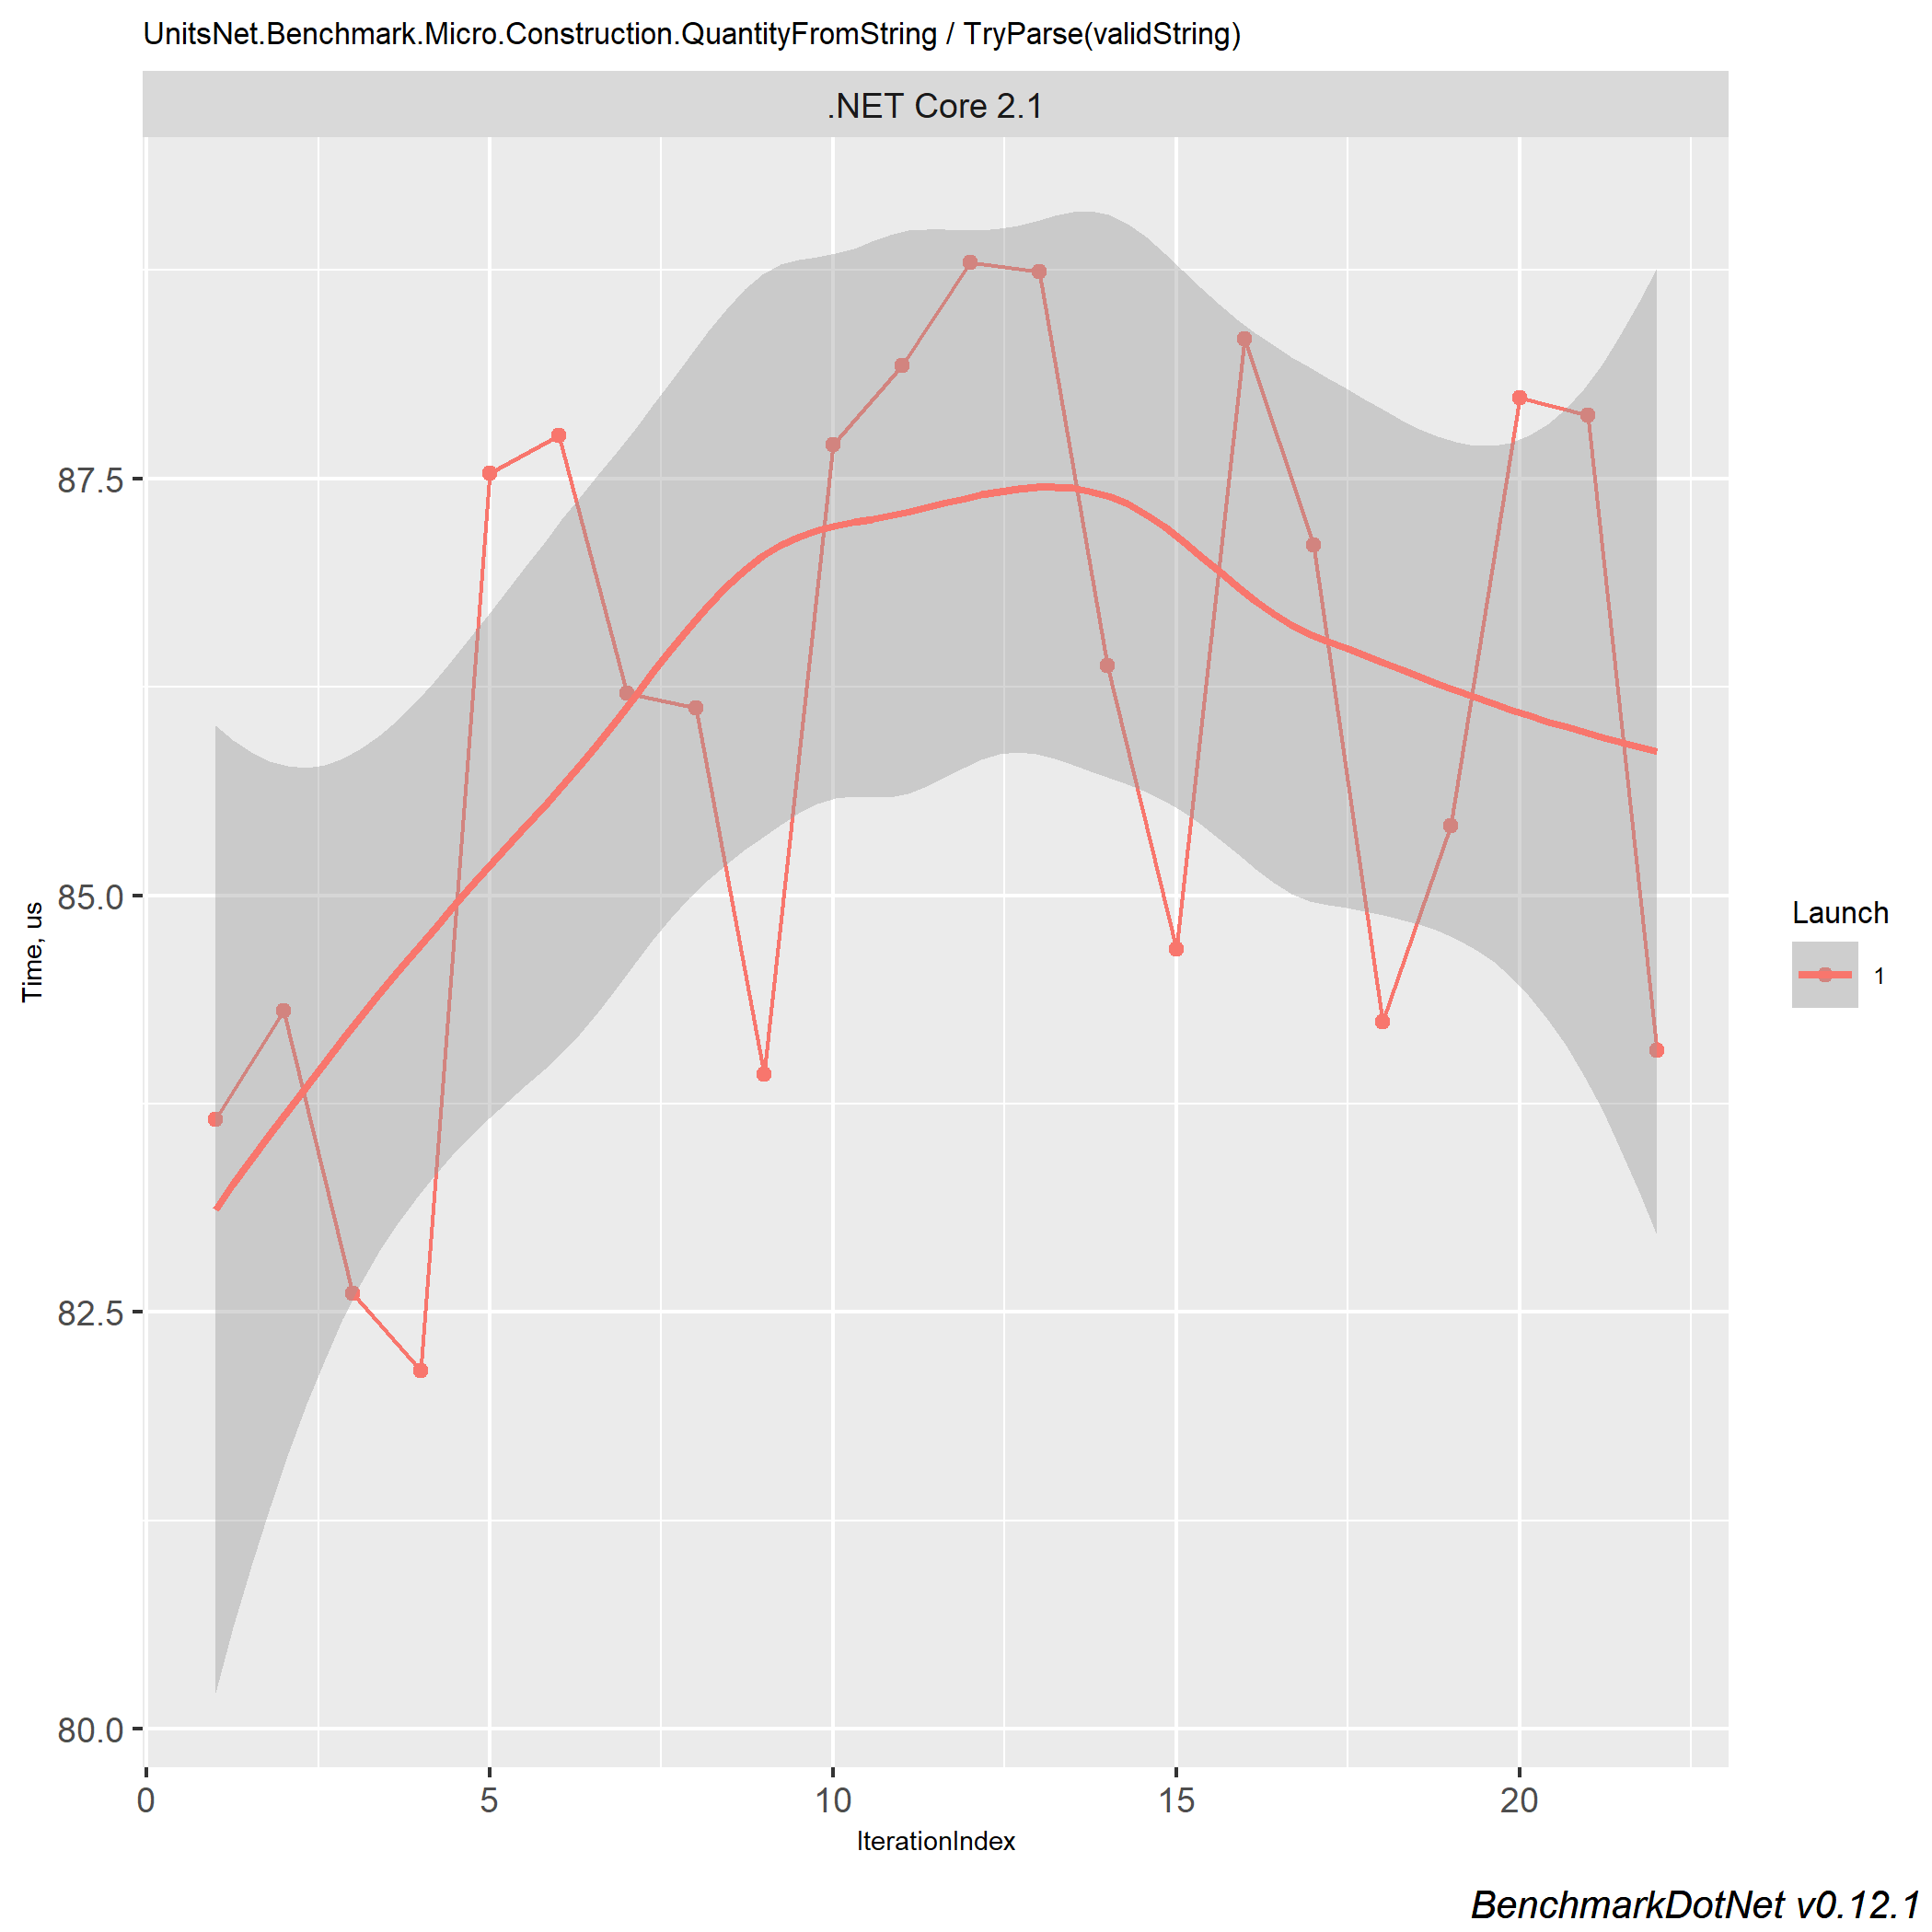 UnitsNet.Benchmark.Micro.Construction.QuantityFromString / TryParse(validString)
.NET Core 2.1
87.5
85.0
82.5
80.0
Time, us
0 5 10 15 20
IterationIndex
Launch
1
BenchmarkDotNet v0.12.1